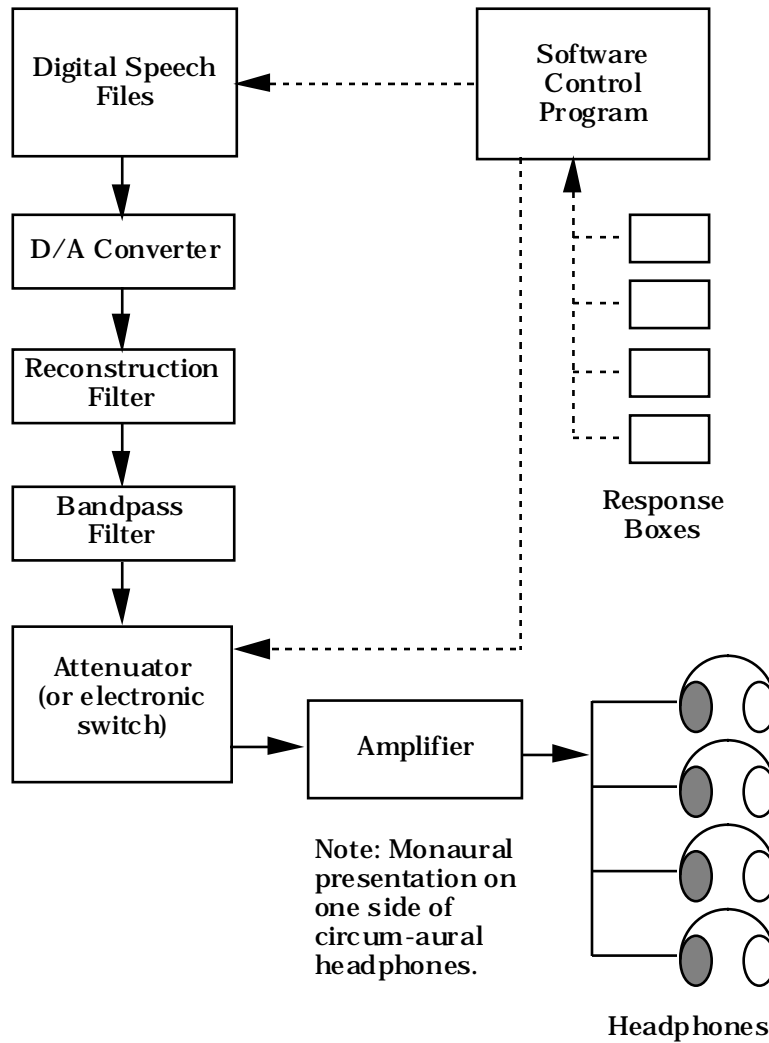 Digital Speech
Files
Software
Control
Program
D/A Converter
Reconstruction
Filter
Bandpass
Filter
Response
Boxes
Attenuator
(or electronic
switch)
Amplifier
Note: Monaural
presentation on
one side of
circum-aural
headphones.
Headphones